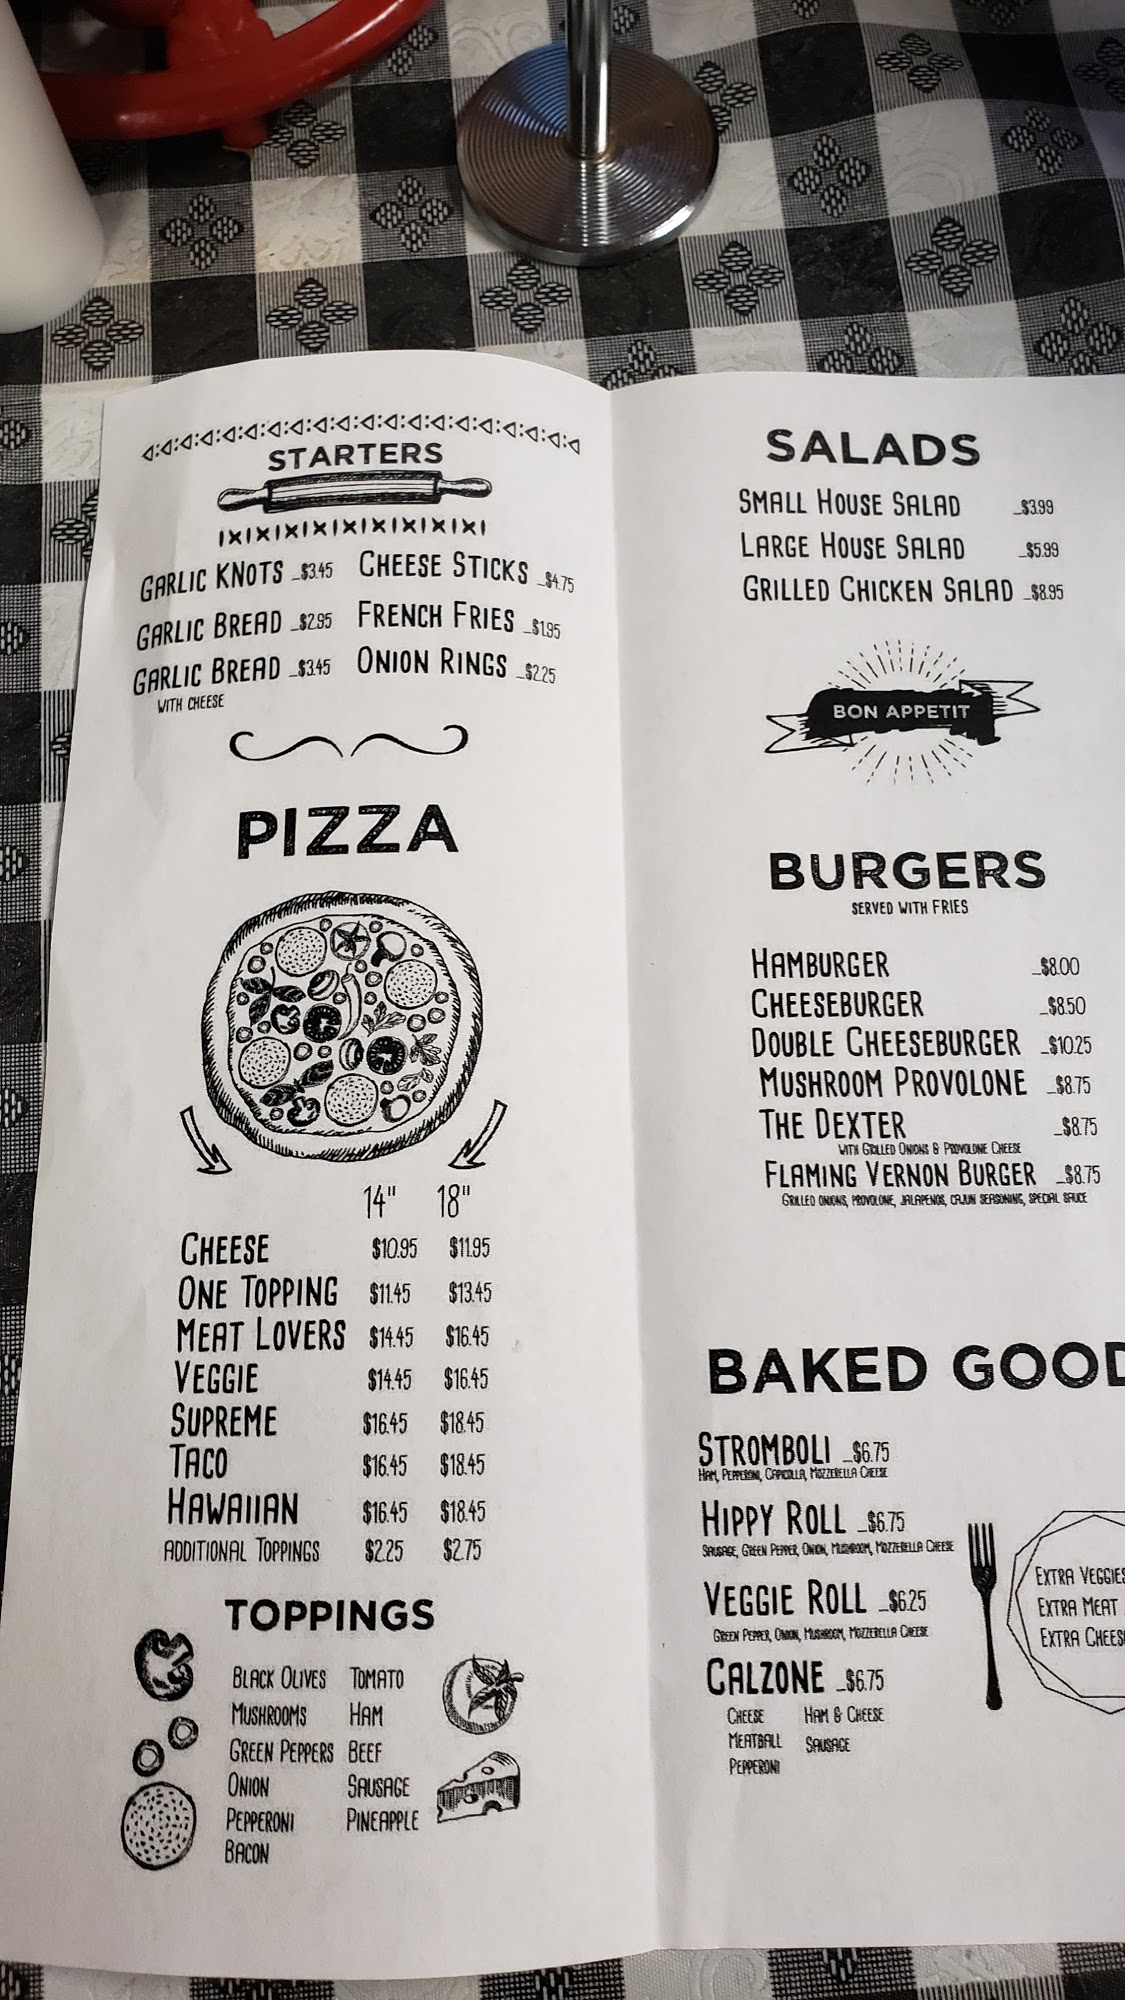 STARTERS
GARLIC KNOTS _$3.45 CHEESE STICKS _$4.75
GARLIC BREAD _$2.95 FRENCH FRIES _$1.95
GARLIC BREAD _$3.45 ONION RINGS _$2.25
WITH CHEESE
PIZZA
14" 18"
CHEESE $10.95 $11.95
ONE TOPPING $11.45 $13.45
MEAT LOVERS $14.45 $16.45
VEGGIE $14.45 $16.45
SUPREME $16.45 $18.45
TACO $16.45 $18.45
HAWAIIAN $16.45 $18.45
ADDITIONAL TOPPINGS $2.25 $2.75
TOPPINGS
BLACK OLIVES TOMATO
MUSHROOMS HAM
GREEN PEPPERS BEEF
ONION SAUSAGE
PEPPERONI PINEAPPLE
BACON
SALADS
SMALL HOUSE SALAD _$3.99
LARGE HOUSE SALAD _$5.99
GRILLED CHICKEN SALAD _$8.95
BON APPETIT
BURGERS
SERVED WITH FRIES
HAMBURGER _$8.00
CHEESEBURGER _$8.50
DOUBLE CHEESEBURGER _$10.25
MUSHROOM PROVOLONE _$8.75
THE DEXTER _$8.75
WITH GRILLED ONIONS & PROVOLONE CHEESE
FLAMING VERNON BURGER _$8.75
GRILLED ONIONS, PROVOLONE, JALAPENOS, CAJUN SEASONING, SPECIAL SAUCE
BAKED GOOD
STROMBOLI _$6.75
HAM, PEPPERONI, CAPICOLLA, MOZZERELLA CHEESE
HIPPY ROLL _$6.75
SAUSAGE, GREEN PEPPER, ONION, MUSHROOM, MOZZERELLA CHEESE
VEGGIE ROLL _$6.25
GREEN PEPPER, ONION, MUSHROOM, MOZZERELLA CHEESE
CALZONE _$6.75
CHEESE HAM & CHEESE
MEATBALL SAUSAGE
PEPPERONI
EXTRA VEGGIES
EXTRA MEAT
EXTRA CHEES